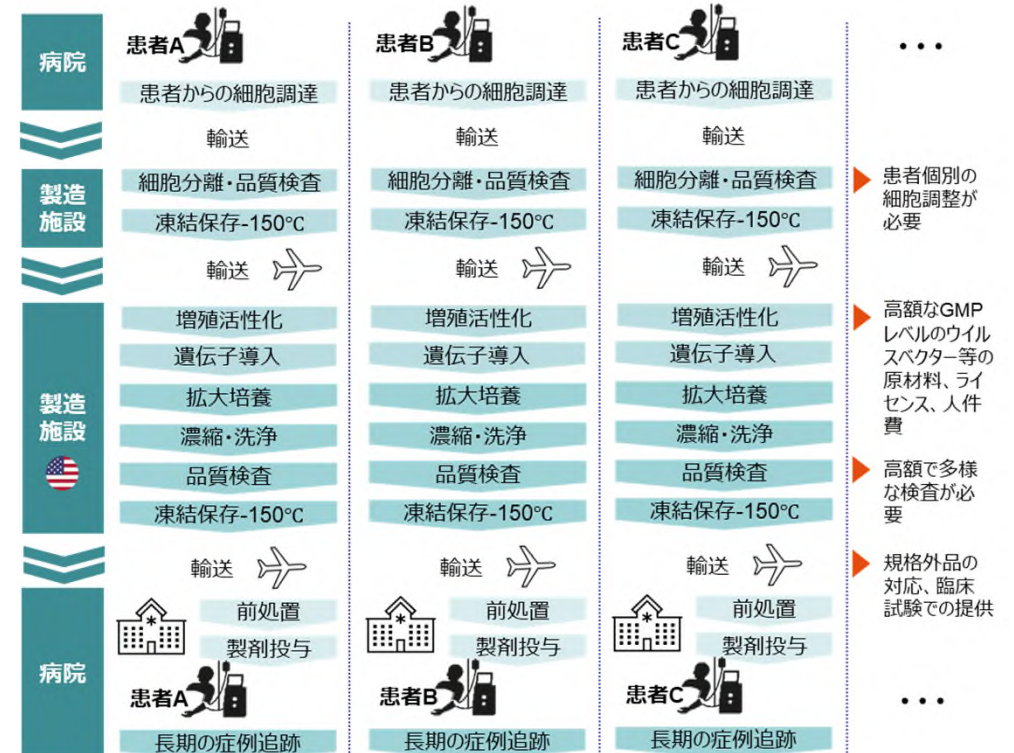 病院
患者A
患者B
患者C
・・・
患者からの細胞調達
患者からの細胞調達
患者からの細胞調達
輸送
輸送
輸送
製造
施設
細胞分離・品質検査
細胞分離・品質検査
細胞分離・品質検査
凍結保存-150℃
凍結保存-150℃
凍結保存-150℃
患者個別の
細胞調整が
必要
輸送
輸送
輸送
製造
施設
増殖活性化
増殖活性化
増殖活性化
遺伝子導入
遺伝子導入
遺伝子導入
拡大培養
拡大培養
拡大培養
濃縮・洗浄
濃縮・洗浄
濃縮・洗浄
品質検査
品質検査
品質検査
凍結保存-150℃
凍結保存-150℃
凍結保存-150℃
高額なGMP
レベルのウイル
スベクター等の
原材料、ライ
センス、人件
費
高額で多様
な検査が必
要
輸送
輸送
輸送
規格外品の
対応、臨床
試験での提供
病院
前処置
前処置
前処置
製剤投与
製剤投与
製剤投与
患者A
患者B
患者C
・・・
長期の症例追跡
長期の症例追跡
長期の症例追跡